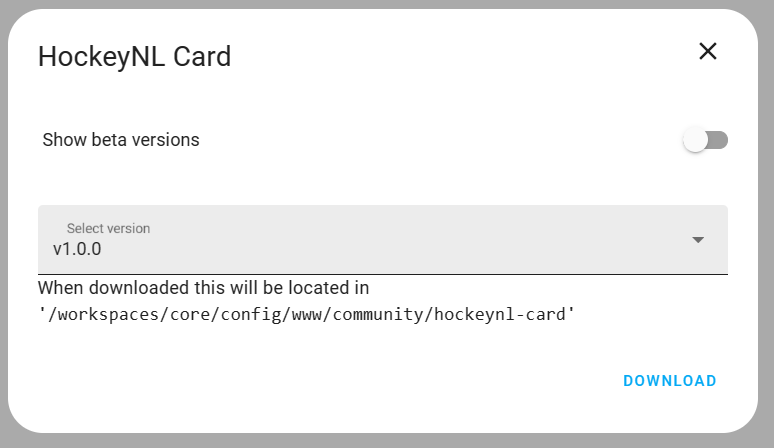 HockeyNL Card
Show beta versions
Select version
v1.0.0
When downloaded this will be located in
'/workspaces/core/config/www/community/hockeynl-card'
DOWNLOAD